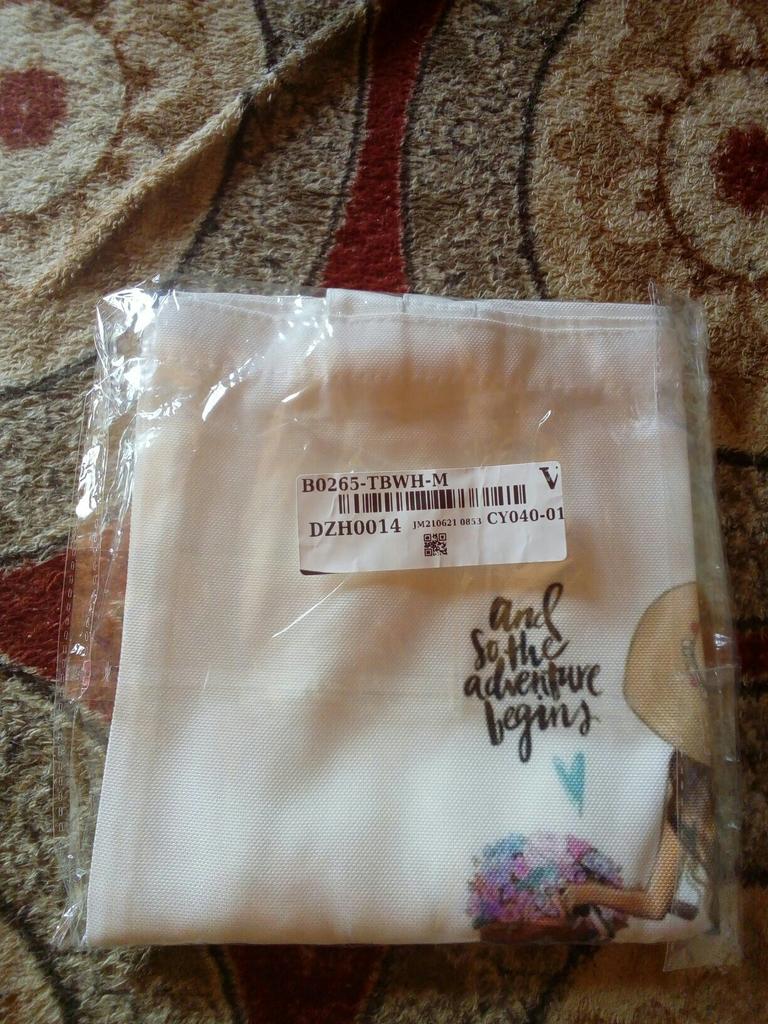 B0265-TBWH-M V
DZH0014 JM210621 0853 CY040-01
and
so the
adventure
begins